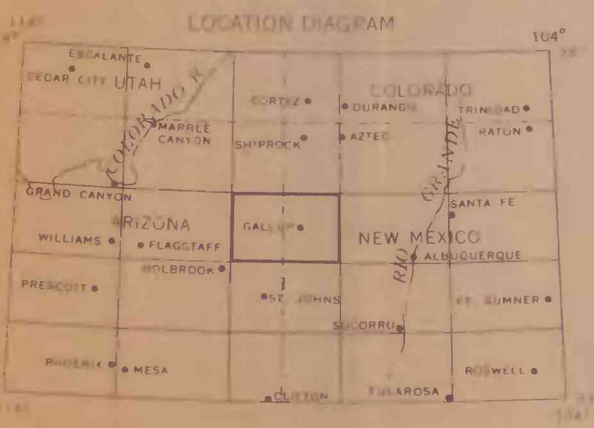 LOCATION DIAGRAM
104°
ESCALANTE
CEDAR CITY UTAH
COLORADO R.
COLORADO
CORTEZ
DURANGO
TRINIDAD
MARBLE
CANYON
SHIPROCK
AZTEC
RATON
GRAND CANYON
RIO GRANDE
SANTA FE
ARIZONA
GALLUP
NEW MEXICO
WILLIAMS
FLAGSTAFF
ALBUQUERQUE
HOLBROOK
PRESCOTT
ST. JOHNS
FT. SUMNER
SOCORRO
PHOENIX
MESA
ROSWELL
CLIFTON
TULAROSA